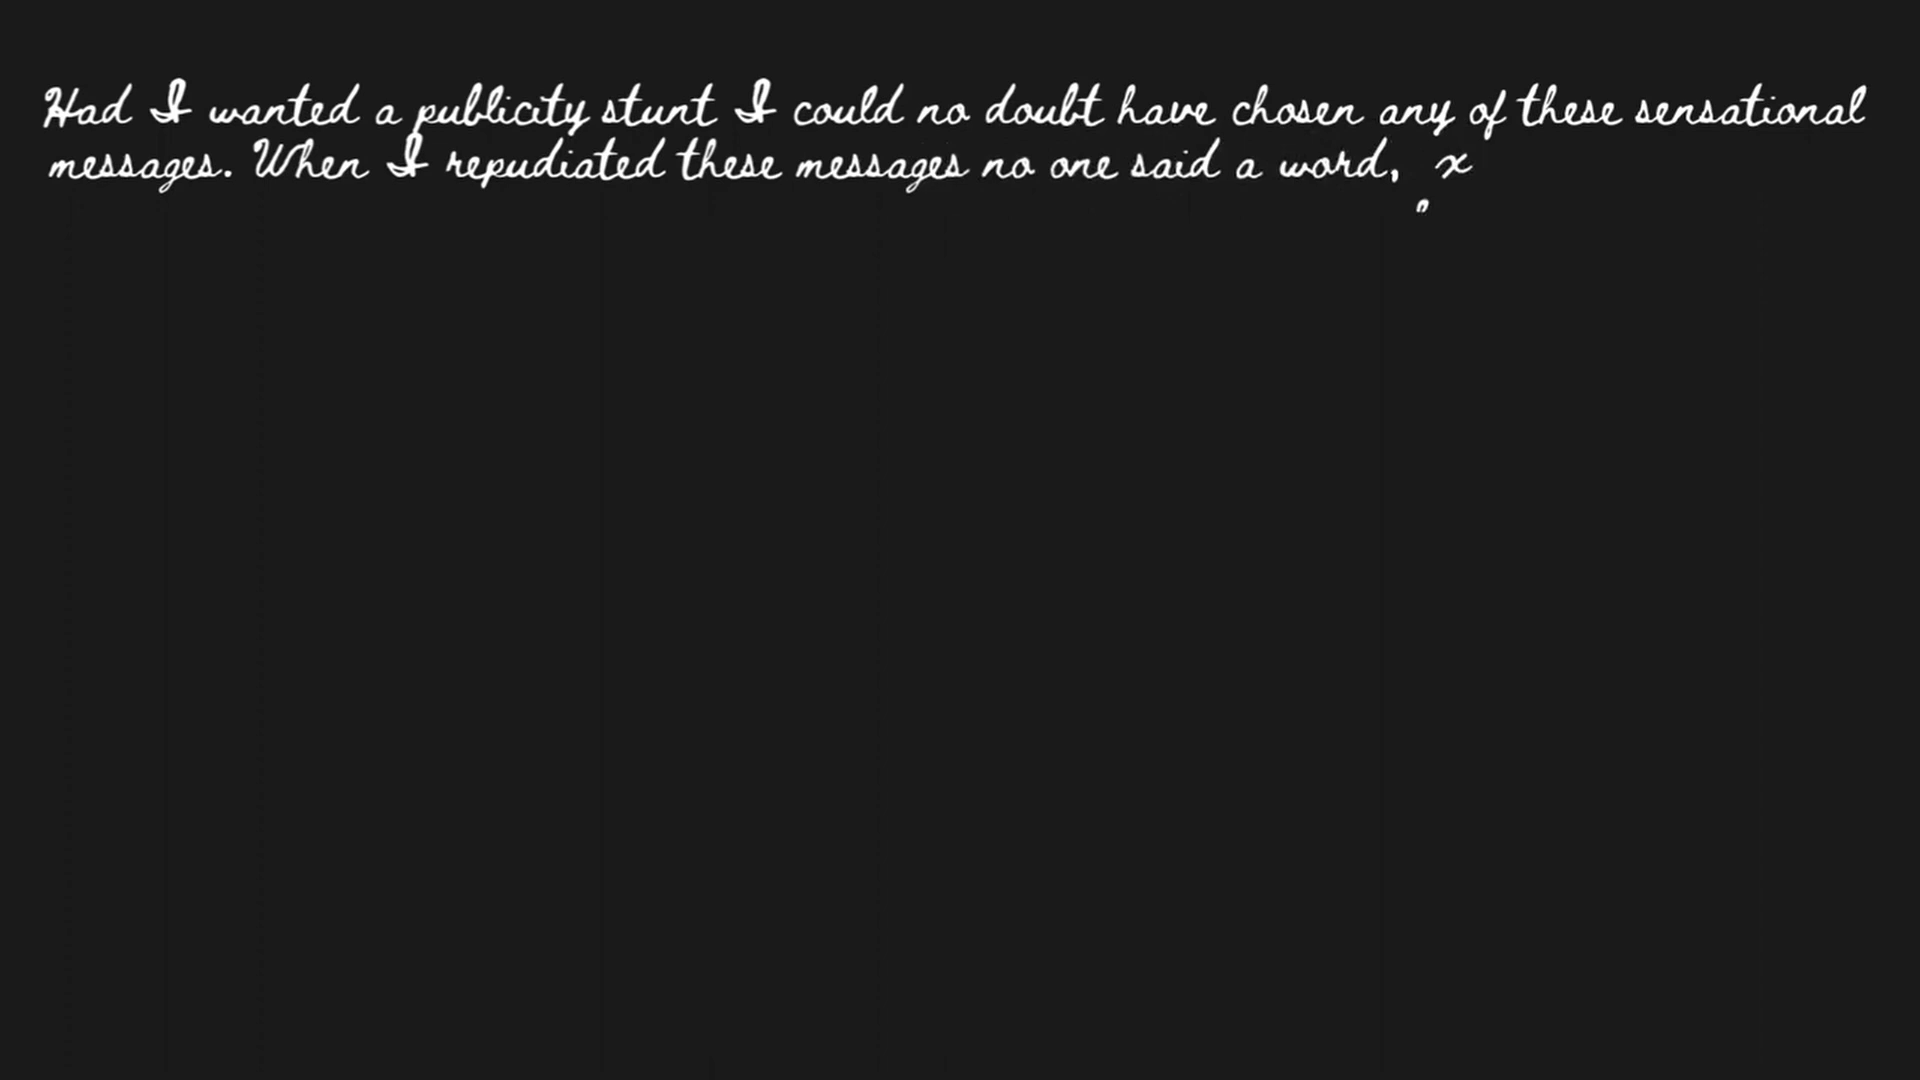 Had I wanted a publicity stunt I could no doubt have chosen any of these sensational
messages. When I repudiated these messages no one said a word,